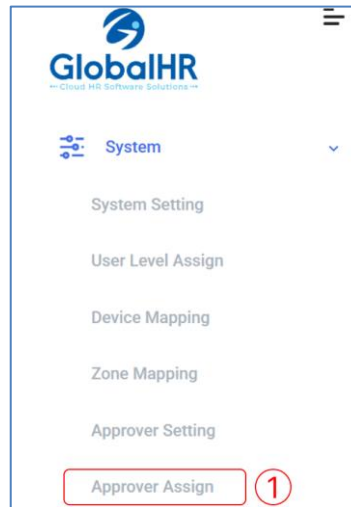 GlobalHR
Cloud HR Software Solutions
System
System Setting
User Level Assign
Device Mapping
Zone Mapping
Approver Setting
Approver Assign 1